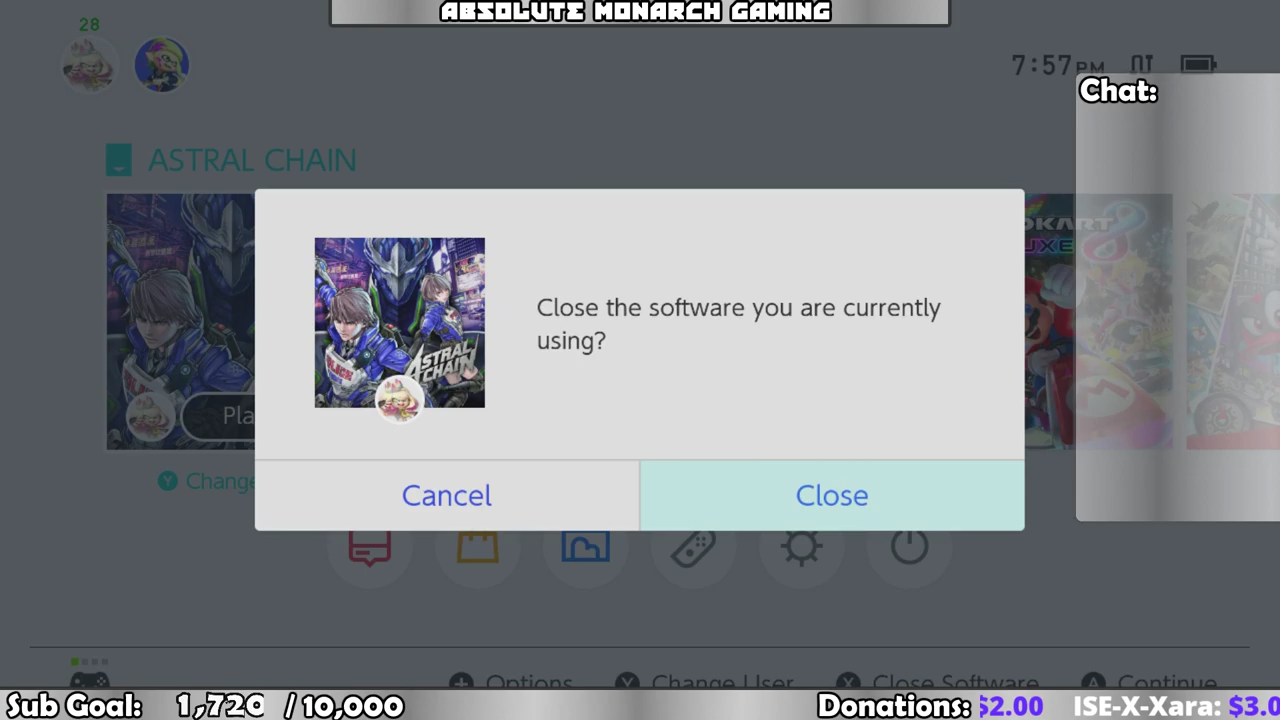 ABSOLUTE MONARCH GAMING
28
7:57 PM
Chat:
ASTRAL CHAIN
Close the software you are currently
using?
ASTRAL
CHAIN
Cancel
Close
Options
Change User
Close Software
Continue
Sub Goal: 1,720 / 10,000
Donations: $2.00 ISE-X-Xara: $3.0